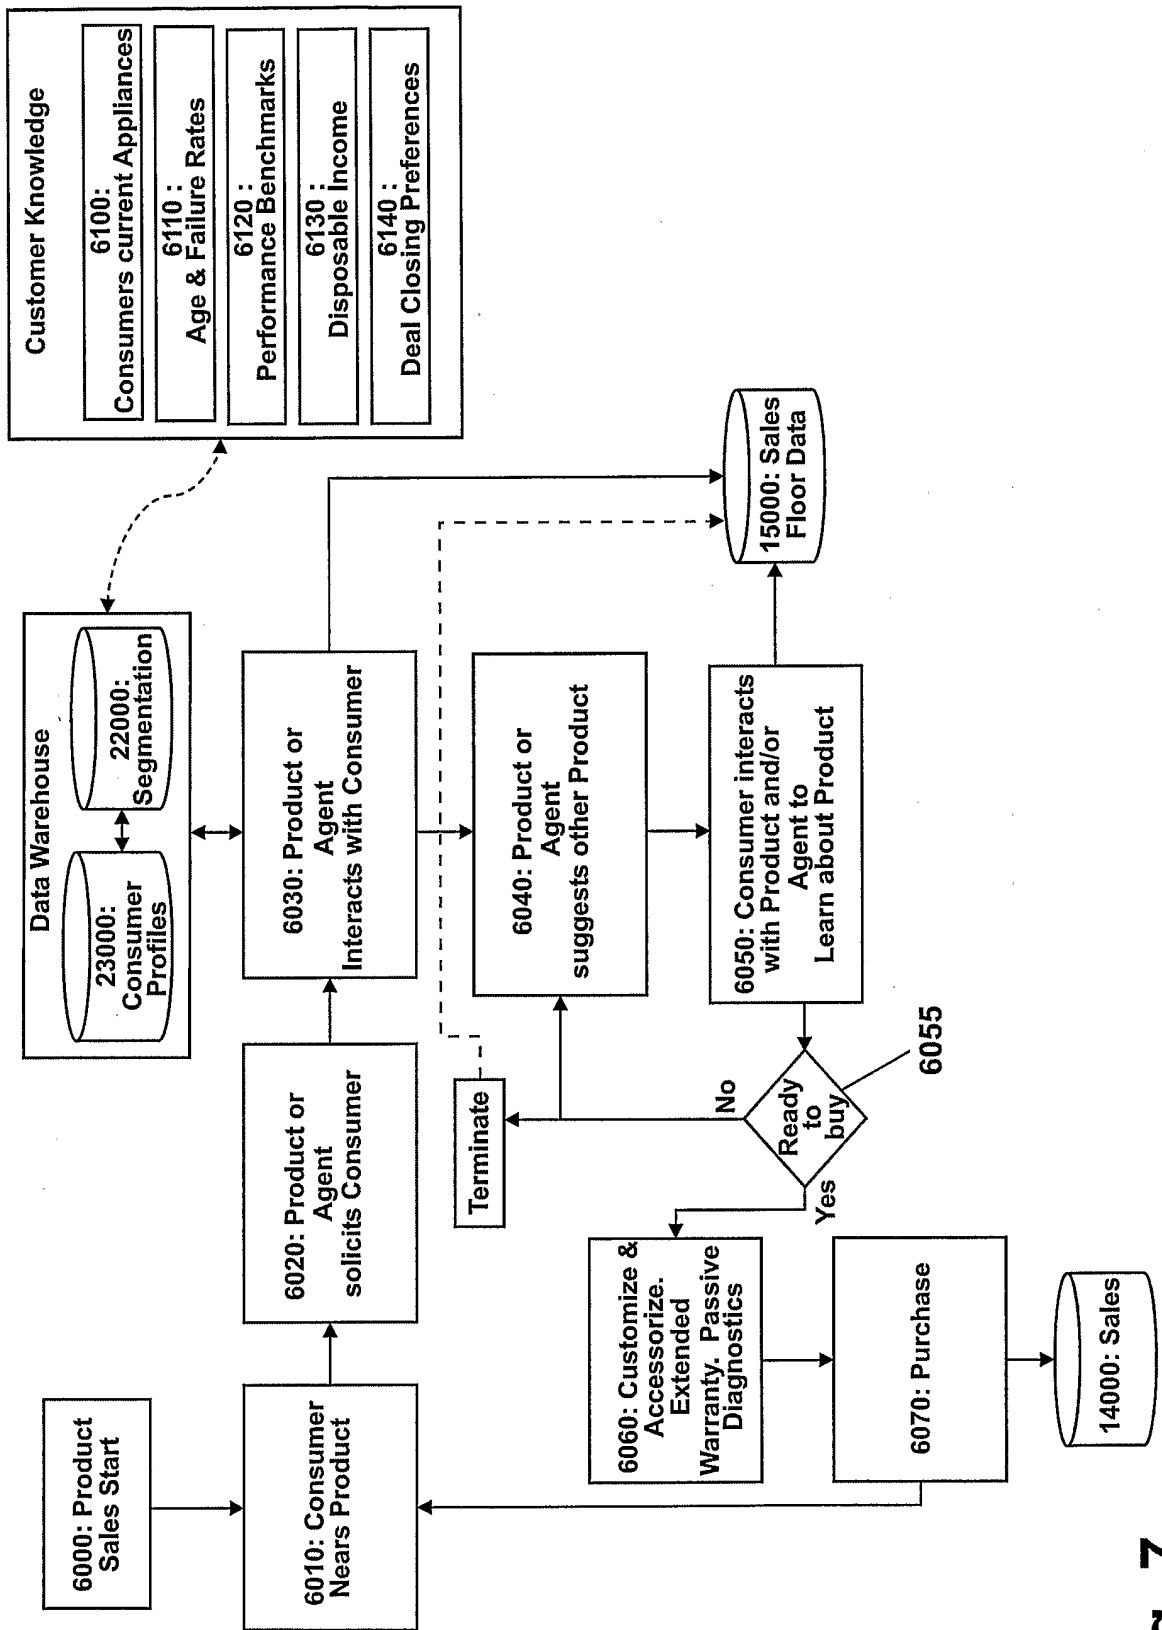 Customer Knowledge
6100:
Consumers current Appliances
6110 :
Age & Failure Rates
6120 :
Performance Benchmarks
6130 :
Disposable Income
6140 :
Deal Closing Preferences
Data Warehouse
23000:
Consumer
Profiles
22000:
Segmentation
6000: Product
Sales Start
6010: Consumer
Nears Product
6020: Product or
Agent
solicits Consumer
6030: Product or
Agent
Interacts with Consumer
6040: Product or
Agent
suggests other Product
6050: Consumer interacts
with Product and/or
Agent to
Learn about Product
15000: Sales
Floor Data
Terminate
No
Ready
to
buy
6055
Yes
6060: Customize &
Accessorize.
Extended
Warranty. Passive
Diagnostics
6070: Purchase
14000: Sales
7